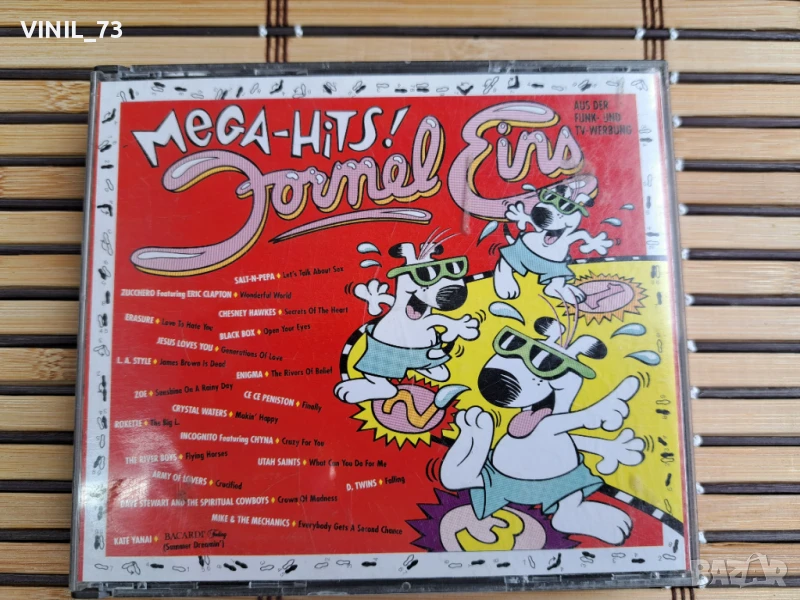 VINIL_73
MEGA-HiTS!
Formel Eins
AUS DER
FUNK- UND
TV-WERBUNG
SALT-N-PEPA ♦ Let's Talk About Sex
ZUCCHERO Featuring ERIC CLAPTON ♦ Wonderful World
CHESNEY HAWKES ♦ Secrets Of The Heart
ERASURE ♦ Love To Hate You
BLACK BOX ♦ Open Your Eyes
JESUS LOVES YOU ♦ Generations Of Love
L.A. STYLE ♦ James Brown Is Dead
ENIGMA ♦ The Rivers Of Belief
ZOE ♦ Sunshine On A Rainy Day
CE CE PENISTON ♦ Finally
CRYSTAL WATERS ♦ Makin' Happy
ROXETTE ♦ The Big L.
INCOGNITO Featuring CHYNA ♦ Crazy For You
THE RIVER BOYS ♦ Flying Horses
UTAH SAINTS ♦ What Can You Do For Me
ARMY OF LOVERS ♦ Crucified
D. TWINS ♦ Falling
DAVE STEWART AND THE SPIRITUAL COWBOYS ♦ Crown Of Madness
MIKE & THE MECHANICS ♦ Everybody Gets A Second Chance
KATE YANAI ♦ BACARDI Feeling
(Summer Dreamin')
1
2
3
BAZAR